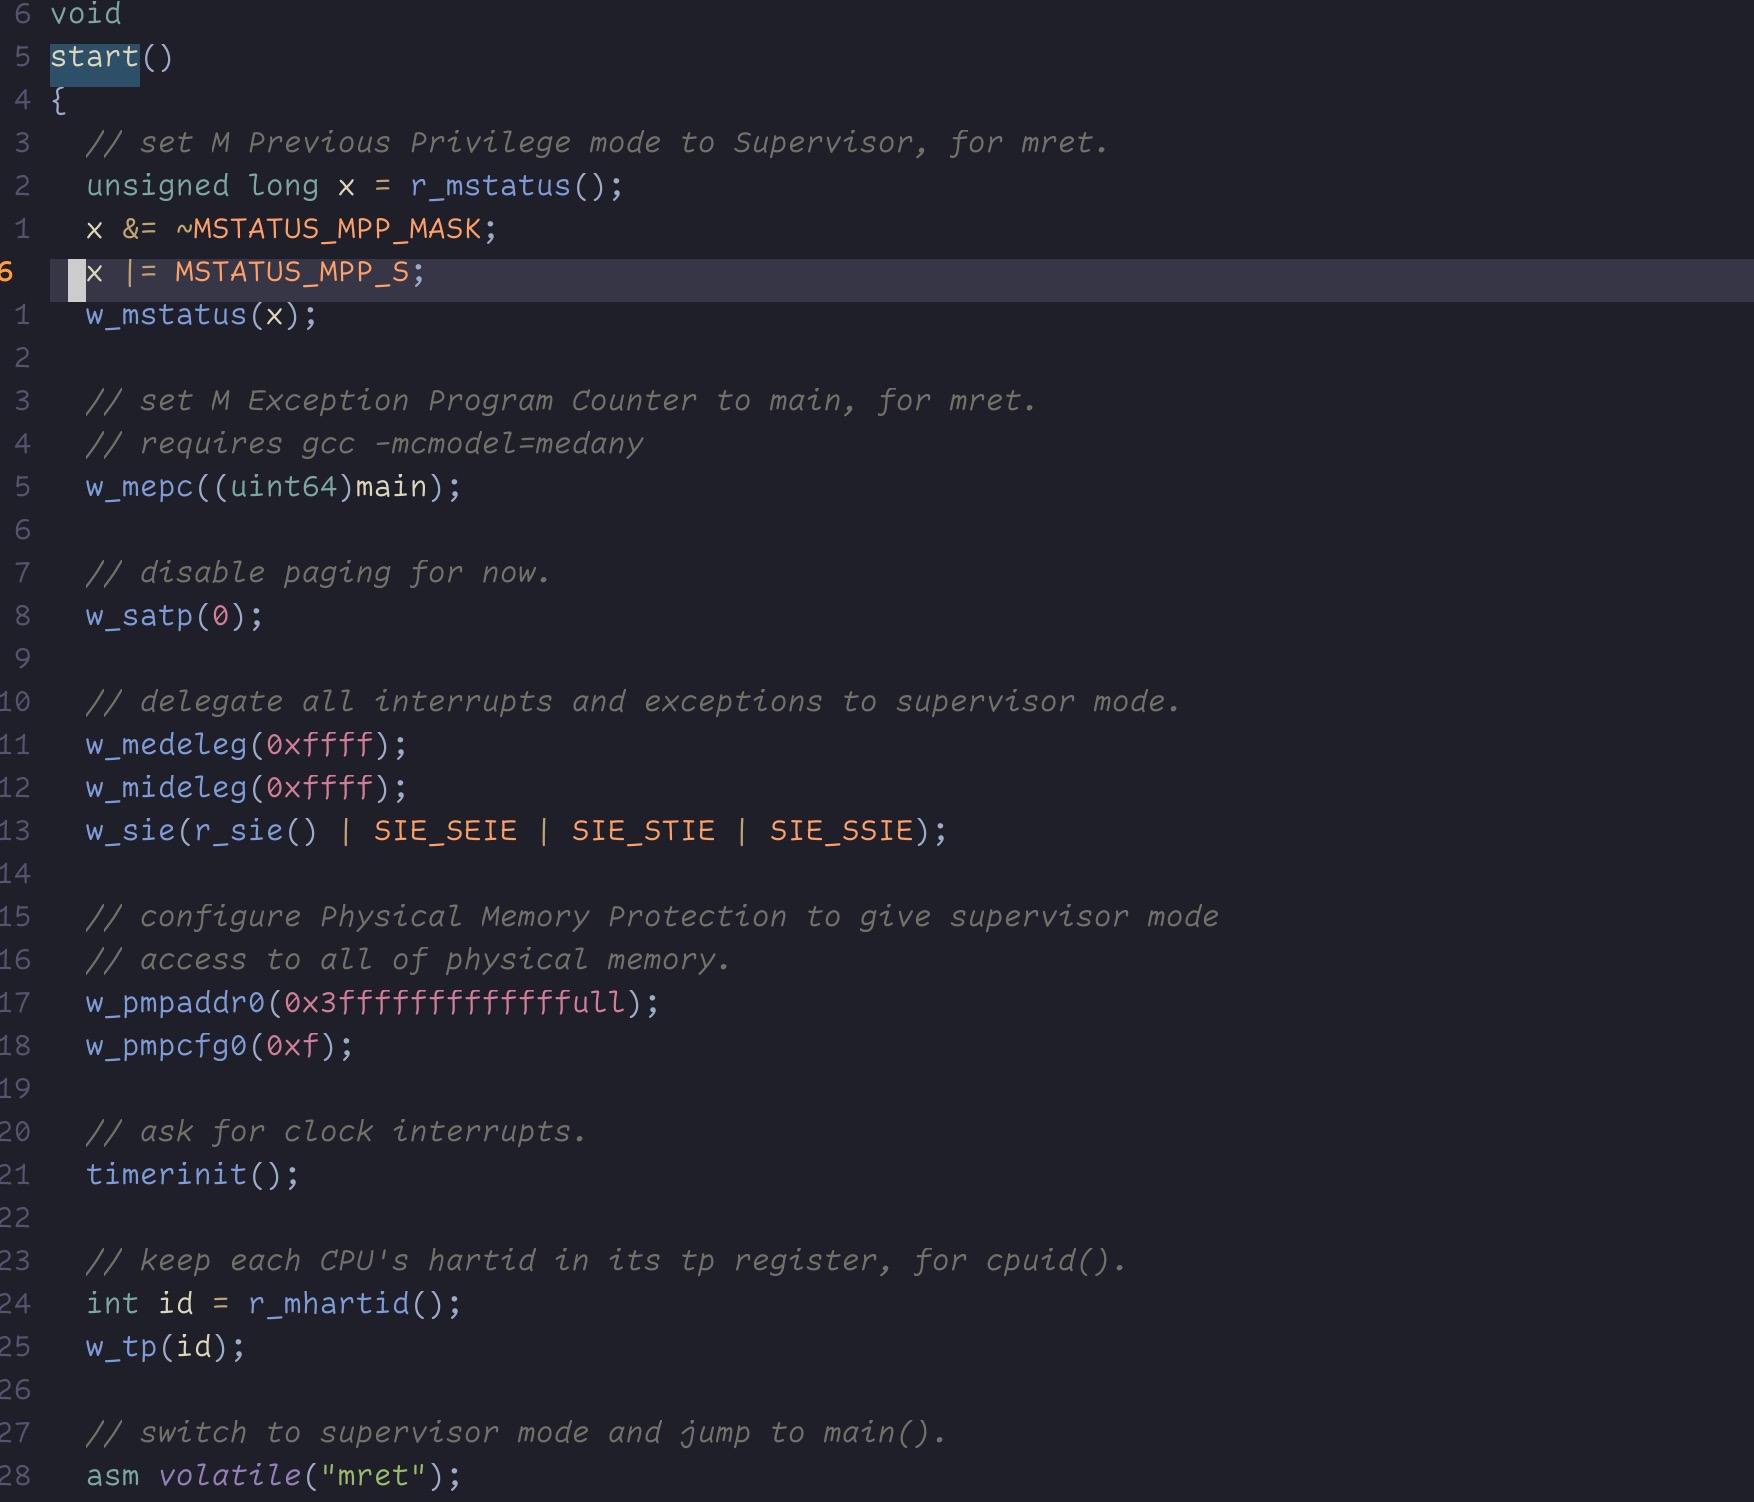 6 void
5 start()
4 {
3 // set M Previous Privilege mode to Supervisor, for mret.
2 unsigned long x = r_mstatus();
1 x &= ~MSTATUS_MPP_MASK;
6 x |= MSTATUS_MPP_S;
1 w_mstatus(x);
2
3 // set M Exception Program Counter to main, for mret.
4 // requires gcc -mcmodel=medany
5 w_mepc((uint64)main);
6
7 // disable paging for now.
8 w_satp(0);
9
10 // delegate all interrupts and exceptions to supervisor mode.
11 w_medeleg(0xffff);
12 w_mideleg(0xffff);
13 w_sie(r_sie() | SIE_SEIE | SIE_STIE | SIE_SSIE);
14
15 // configure Physical Memory Protection to give supervisor mode
16 // access to all of physical memory.
17 w_pmpaddr0(0x3fffffffffffffull);
18 w_pmpcfg0(0xf);
19
20 // ask for clock interrupts.
21 timerinit();
22
23 // keep each CPU's hartid in its tp register, for cpuid().
24 int id = r_mhartid();
25 w_tp(id);
26
27 // switch to supervisor mode and jump to main().
28 asm volatile("mret");